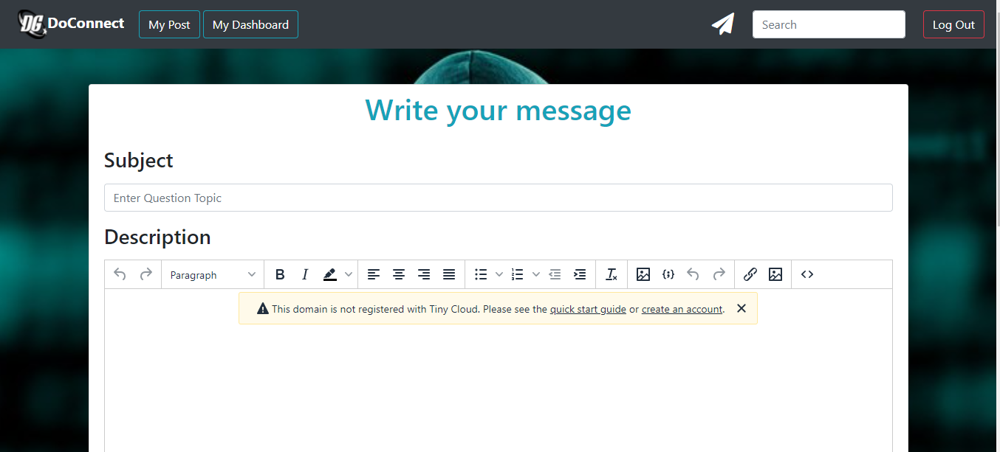 DG DoConnect My Post My Dashboard Search Log Out
Write your message
Subject
Enter Question Topic
Description
Paragraph B I
This domain is not registered with Tiny Cloud. Please see the quick start guide or create an account.